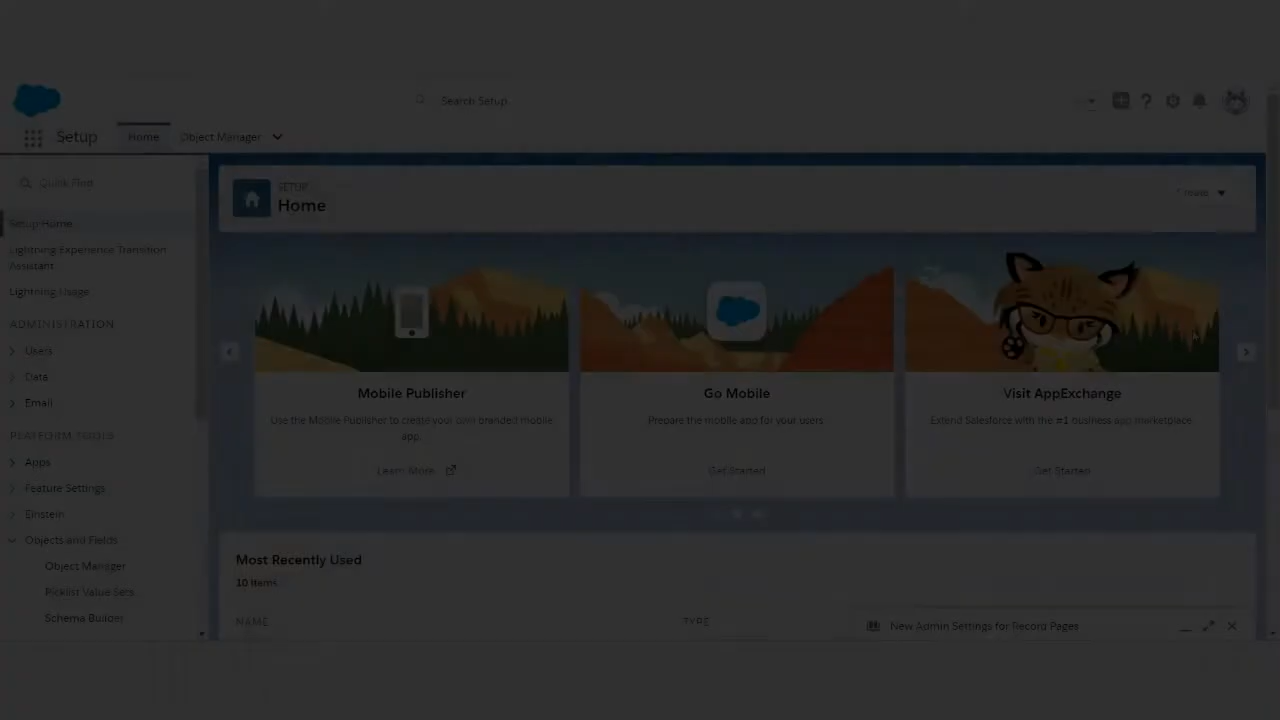 Search Setup
Setup
Home
Object Manager
Quick Find
Setup Home
Lightning Experience Transition
Assistant
Lightning Usage
ADMINISTRATION
Users
Data
Email
PLATFORM TOOLS
Apps
Feature Settings
Einstein
Objects and Fields
Object Manager
Picklist Value Sets
Schema Builder
SETUP
Home
Create
Mobile Publisher
Use the Mobile Publisher to create your own branded mobile
app.
Learn More
Go Mobile
Prepare the mobile app for your users.
Get Started
Visit AppExchange
Extend Salesforce with the #1 business app marketplace.
Get Started
Most Recently Used
10 items
NAME
TYPE
New Admin Settings for Record Pages